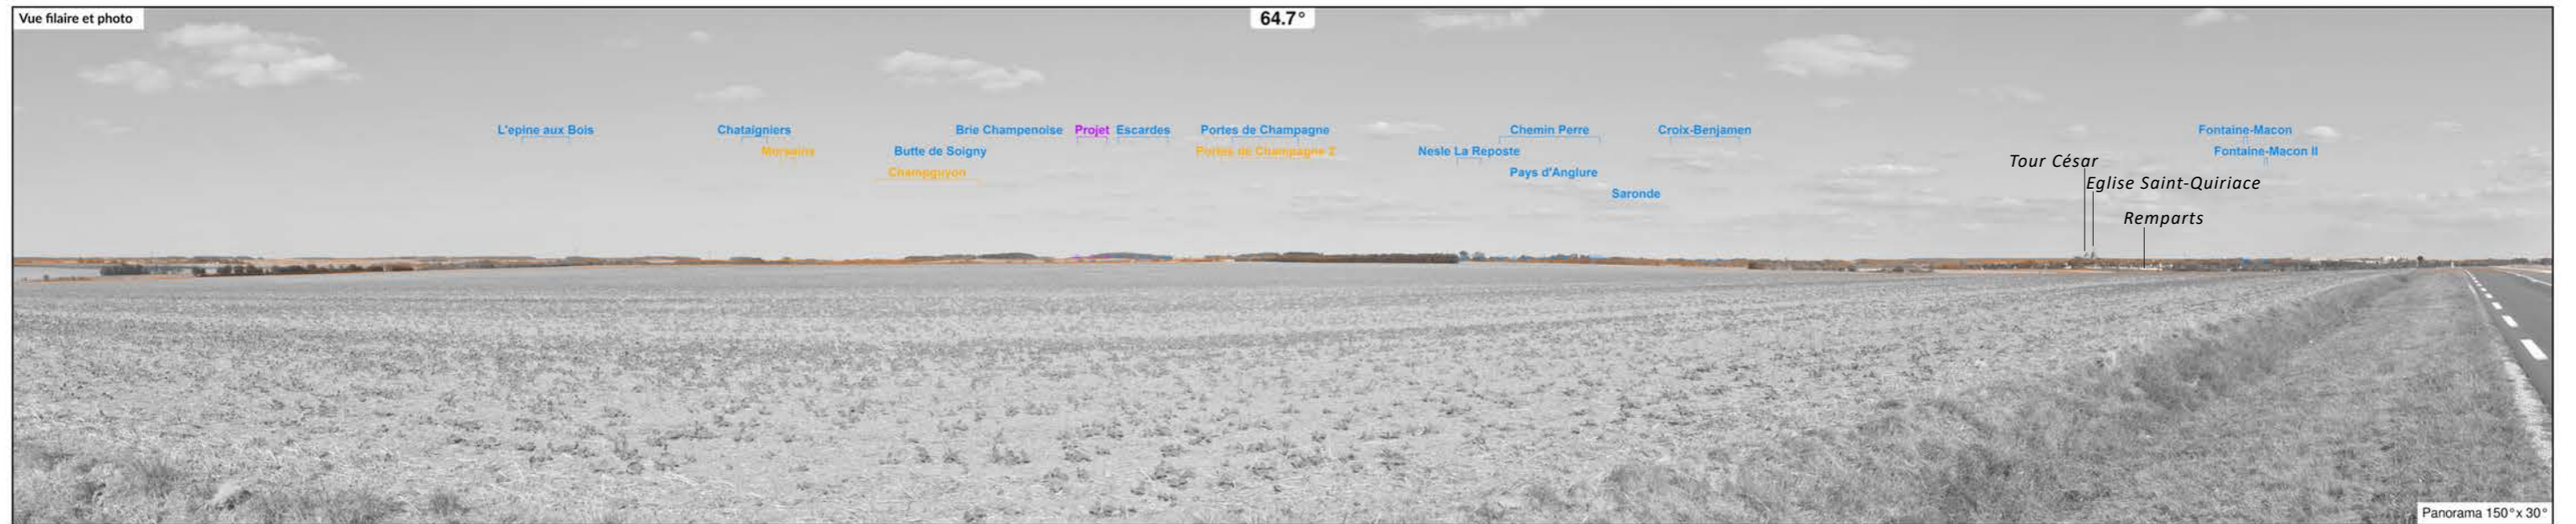 Vue filaire et photo
64.7°
L'epine aux Bois
Chataigniers
Brie Champenoise
Projet
Escardes
Portes de Champagne
Chemin Perre
Croix-Benjamen
Fontaine-Macon
Morsains
Butte de Soigny
Portes de Champagne 2
Nesle La Reposte
Fontaine-Macon II
Tour César
Champguyon
Pays d'Anglure
Eglise Saint-Quiriace
Saronde
Remparts
Panorama 150°x 30°